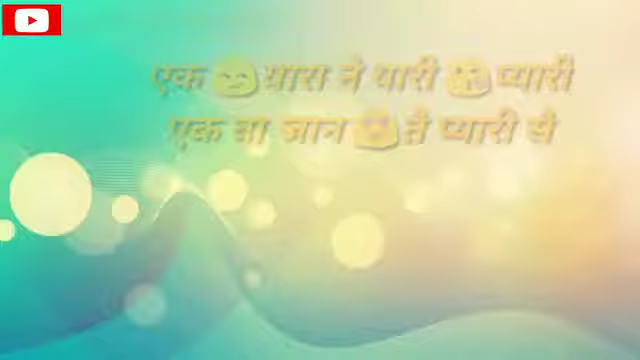 एक 😌 यारा ने यारी 😘 प्यारी
एक वा जान 😍 तै प्यारी सै